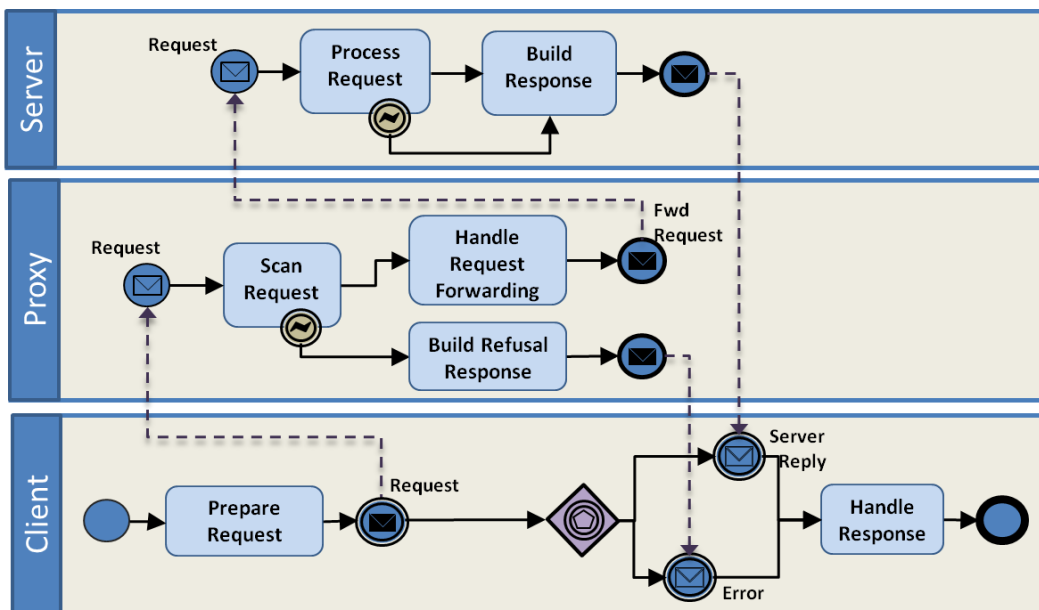 Server
Request
Process
Request
Build
Response
Proxy
Request
Scan
Request
Handle
Request
Forwarding
Fwd
Request
Build Refusal
Response
Client
Prepare
Request
Request
Server
Reply
Error
Handle
Response